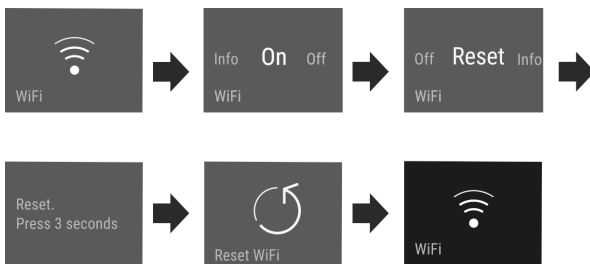 WiFi
Info On Off
WiFi
Off Reset Info
WiFi
Reset.
Press 3 seconds
Reset WiFi
WiFi